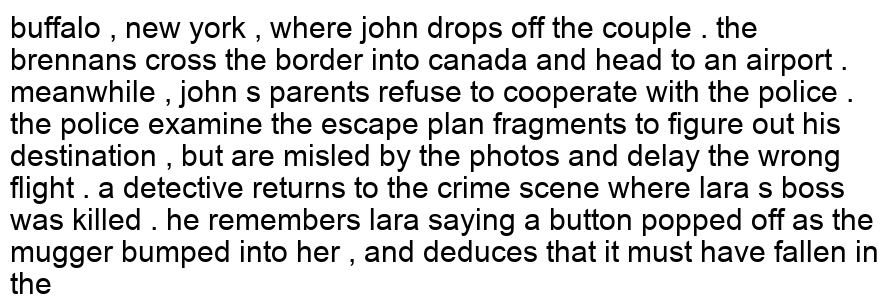 buffalo , new york , where john drops off the couple . the
brennans cross the border into canada and head to an airport .
meanwhile , john s parents refuse to cooperate with the police .
the police examine the escape plan fragments to figure out his
destination , but are misled by the photos and delay the wrong
flight . a detective returns to the crime scene where lara s boss
was killed . he remembers lara saying a button popped off as the
mugger bumped into her , and deduces that it must have fallen in
the